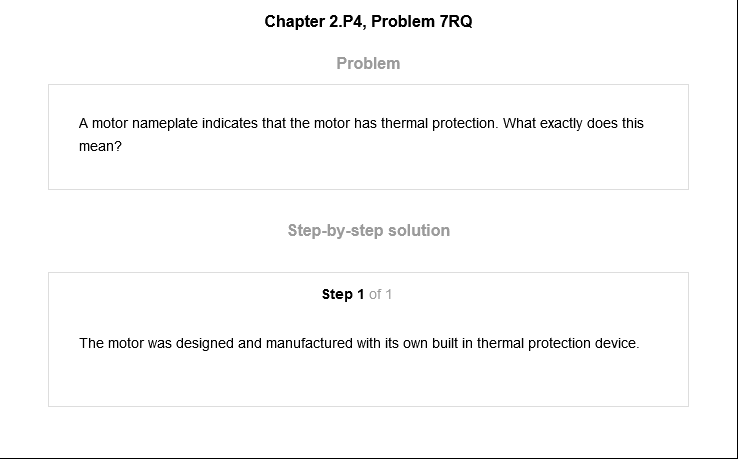 Chapter 2.P4, Problem 7RQ
Problem
A motor nameplate indicates that the motor has thermal protection. What exactly does this
mean?
Step-by-step solution
Step 1 of 1
The motor was designed and manufactured with its own built in thermal protection device.